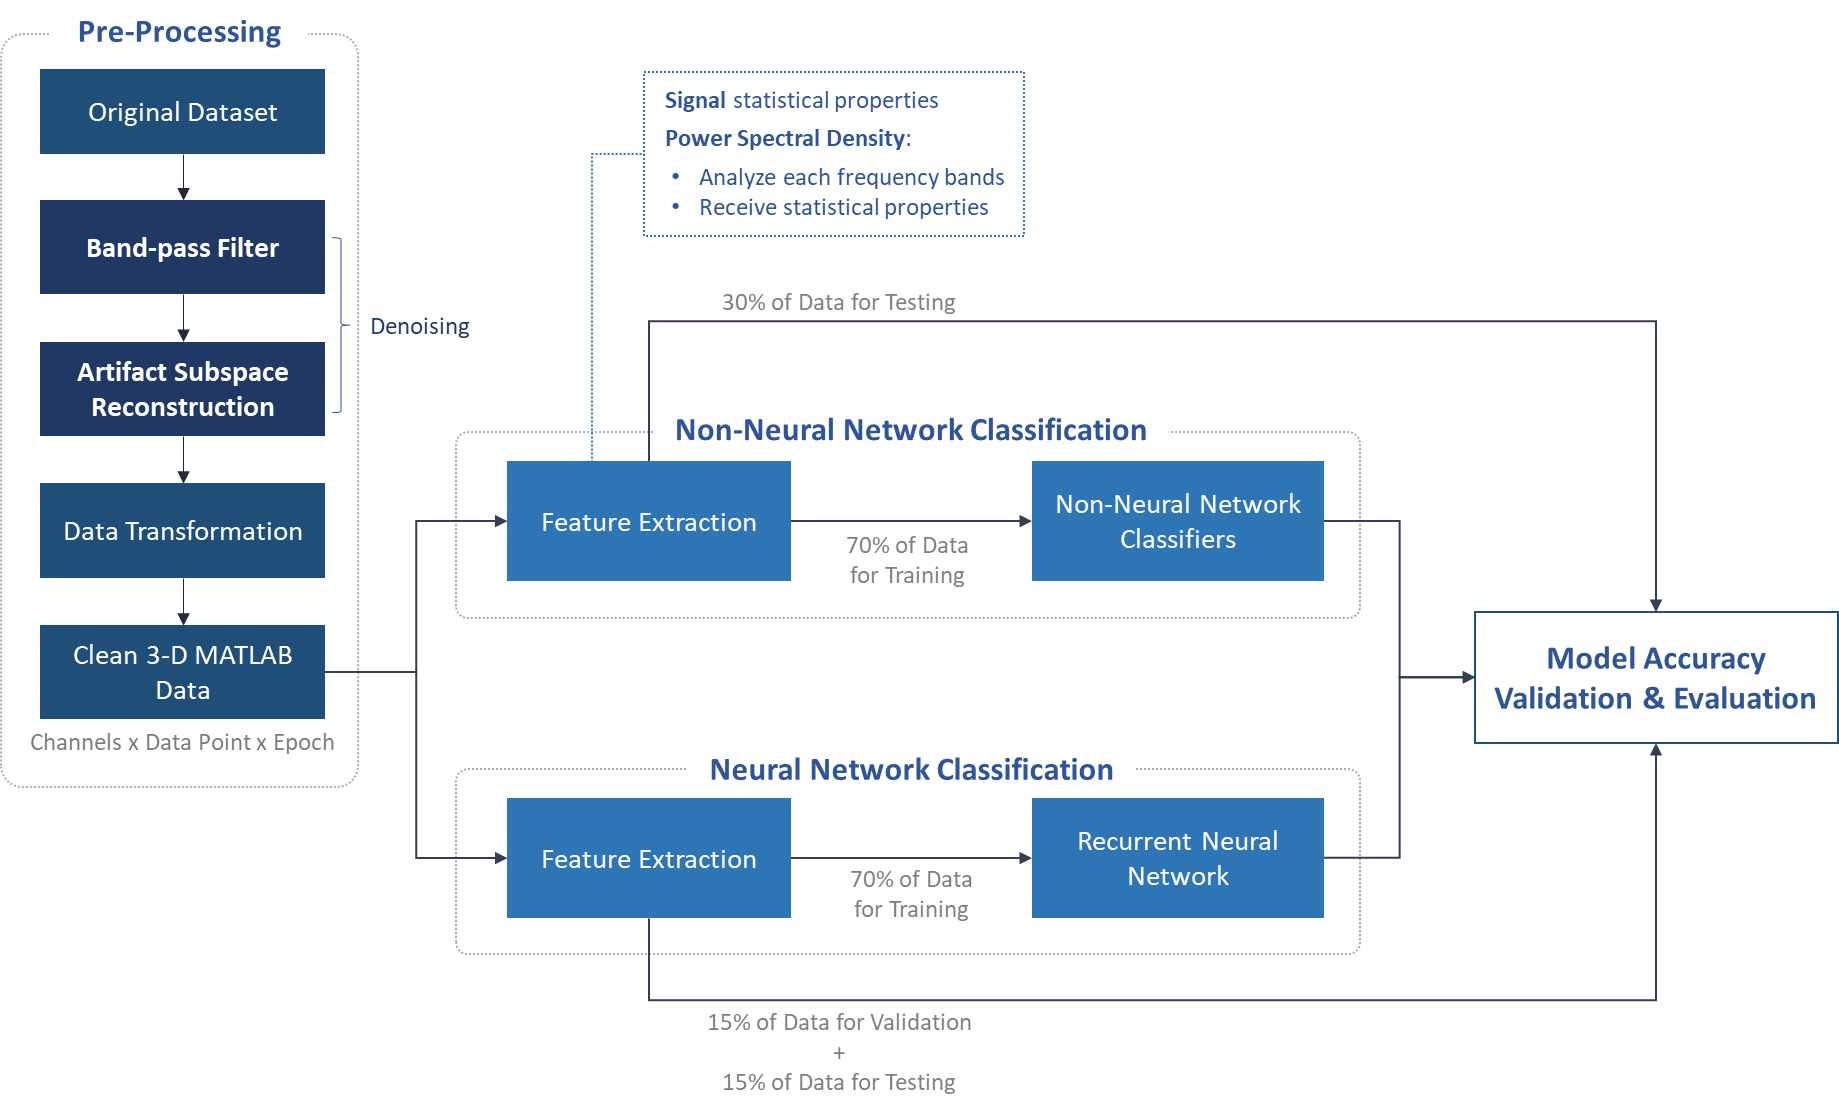 Pre-Processing
Original Dataset
Band-pass Filter
Artifact Subspace
Reconstruction
Denoising
Data Transformation
Clean 3-D MATLAB
Data
Channels x Data Point x Epoch
Signal statistical properties
Power Spectral Density:
• Analyze each frequency bands
• Receive statistical properties
30% of Data for Testing
Non-Neural Network Classification
Feature Extraction
70% of Data
for Training
Non-Neural Network
Classifiers
Neural Network Classification
Feature Extraction
70% of Data
for Training
Recurrent Neural
Network
15% of Data for Validation
+
15% of Data for Testing
Model Accuracy
Validation & Evaluation